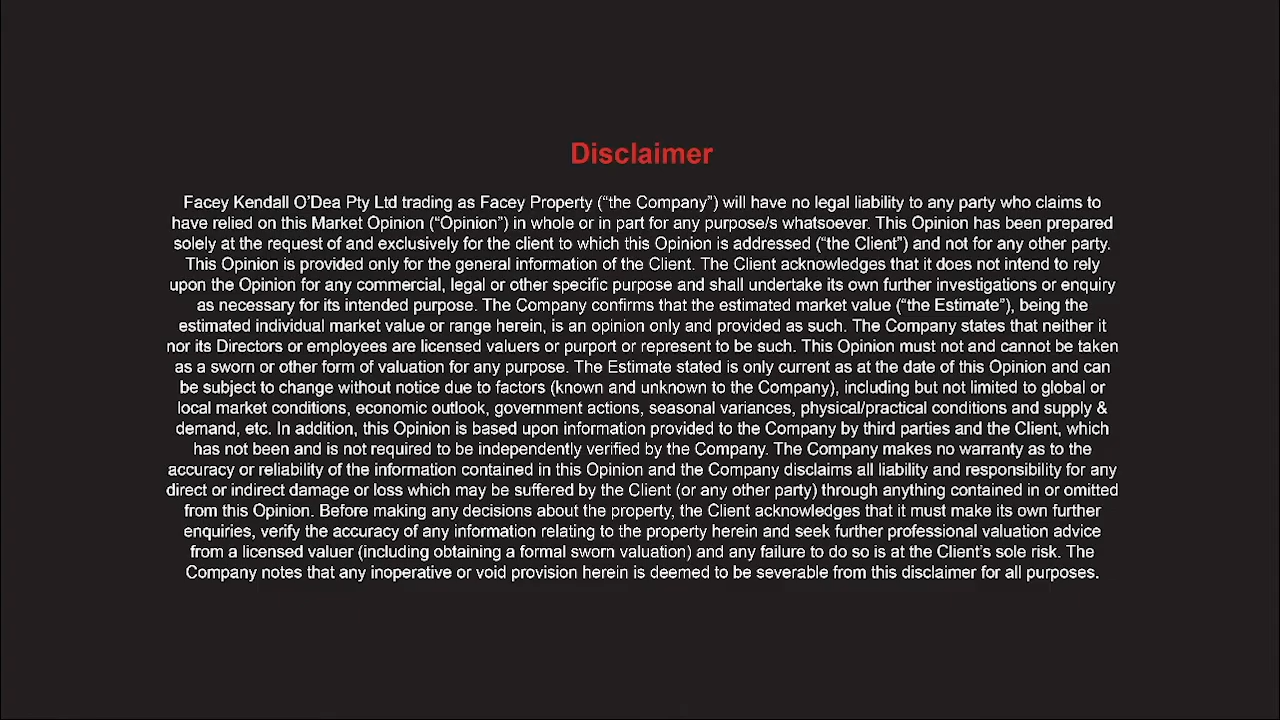 Disclaimer
Facey Kendall O’Dea Pty Ltd trading as Facey Property (“the Company”) will have no legal liability to any party who claims to
have relied on this Market Opinion (“Opinion”) in whole or in part for any purpose/s whatsoever. This Opinion has been prepared
solely at the request of and exclusively for the client to which this Opinion is addressed (“the Client”) and not for any other party.
This Opinion is provided only for the general information of the Client. The Client acknowledges that it does not intend to rely
upon the Opinion for any commercial, legal or other specific purpose and shall undertake its own further investigations or enquiry
as necessary for its intended purpose. The Company confirms that the estimated market value (“the Estimate”), being the
estimated individual market value or range herein, is an opinion only and provided as such. The Company states that neither it
nor its Directors or employees are licensed valuers or purport or represent to be such. This Opinion must not and cannot be taken
as a sworn or other form of valuation for any purpose. The Estimate stated is only current as at the date of this Opinion and can
be subject to change without notice due to factors (known and unknown to the Company), including but not limited to global or
local market conditions, economic outlook, government actions, seasonal variances, physical/practical conditions and supply &
demand, etc. In addition, this Opinion is based upon information provided to the Company by third parties and the Client, which
has not been and is not required to be independently verified by the Company. The Company makes no warranty as to the
accuracy or reliability of the information contained in this Opinion and the Company disclaims all liability and responsibility for any
direct or indirect damage or loss which may be suffered by the Client (or any other party) through anything contained in or omitted
from this Opinion. Before making any decisions about the property, the Client acknowledges that it must make its own further
enquiries, verify the accuracy of any information relating to the property herein and seek further professional valuation advice
from a licensed valuer (including obtaining a formal sworn valuation) and any failure to do so is at the Client’s sole risk. The
Company notes that any inoperative or void provision herein is deemed to be severable from this disclaimer for all purposes.